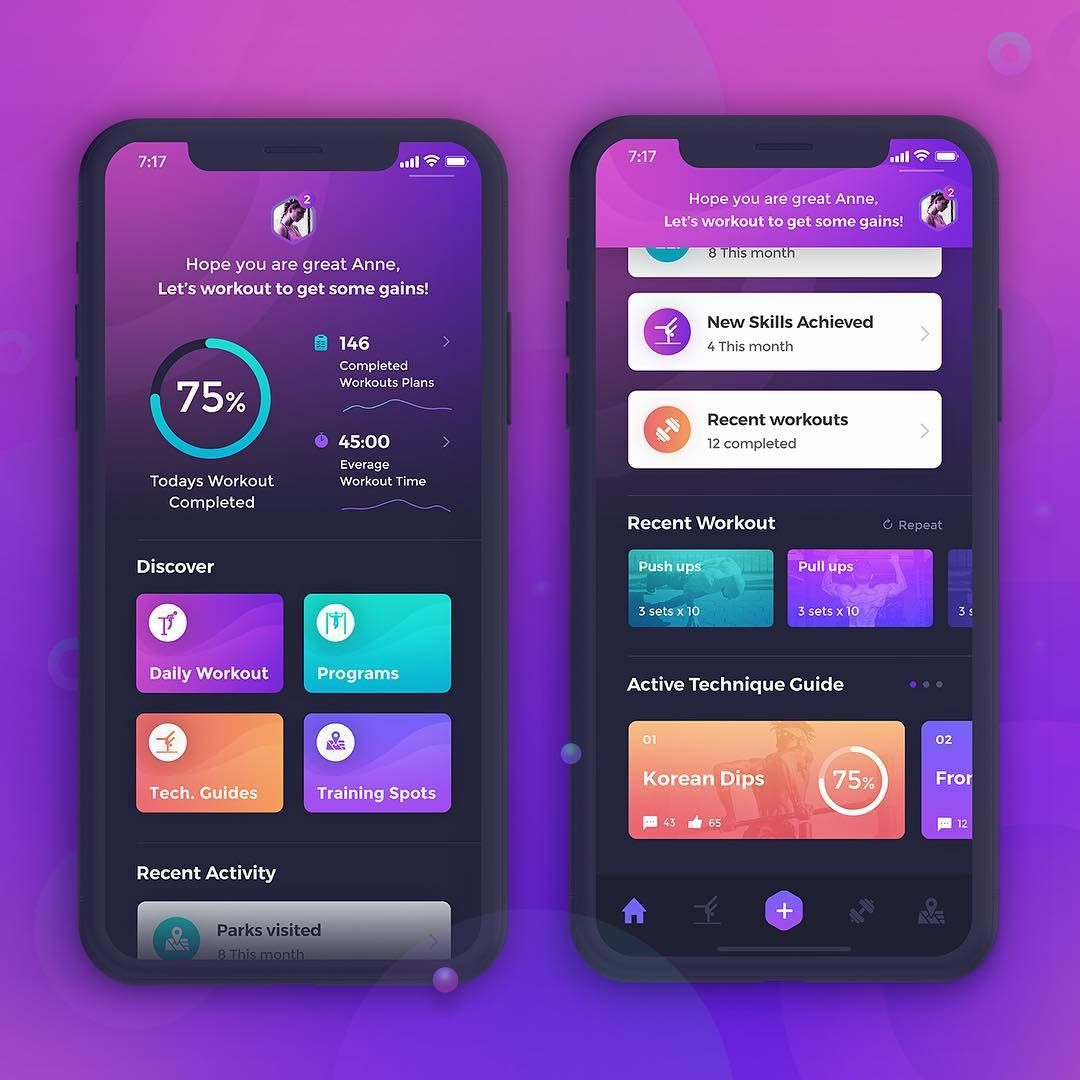 7:17
2
Hope you are great Anne,
Let's workout to get some gains!
75%
Todays Workout
Completed
146
Completed
Workouts Plans
45:00
Everage
Workout Time
Discover
Daily Workout
Programs
Tech. Guides
Training Spots
Recent Activity
Parks visited
8 This month
7:17
2
Hope you are great Anne,
Let's workout to get some gains!
8 This month
New Skills Achieved
4 This month
Recent workouts
12 completed
Recent Workout
Repeat
Push ups
3 sets x 10
Pull ups
3 sets x 10
3 s
Active Technique Guide
01
Korean Dips
75%
43
65
02
Fror
12